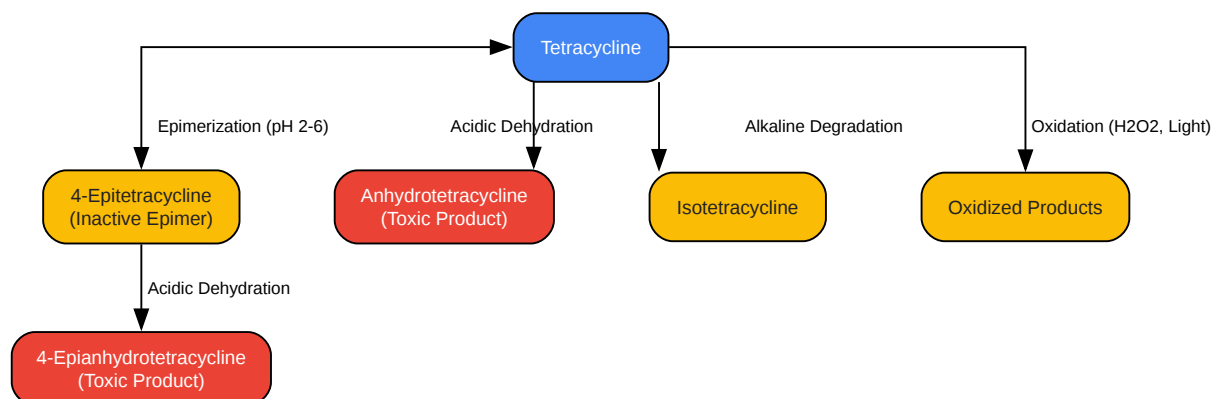 Tetracycline
Epimerization (pH 2-6)
Acidic Dehydration
Alkaline Degradation
Oxidation (H2O2, Light)
4-Epitetracycline
(Inactive Epimer)
Anhydrotetracycline
(Toxic Product)
Isotetracycline
Oxidized Products
Acidic Dehydration
4-Epianhydrotetracycline
(Toxic Product)